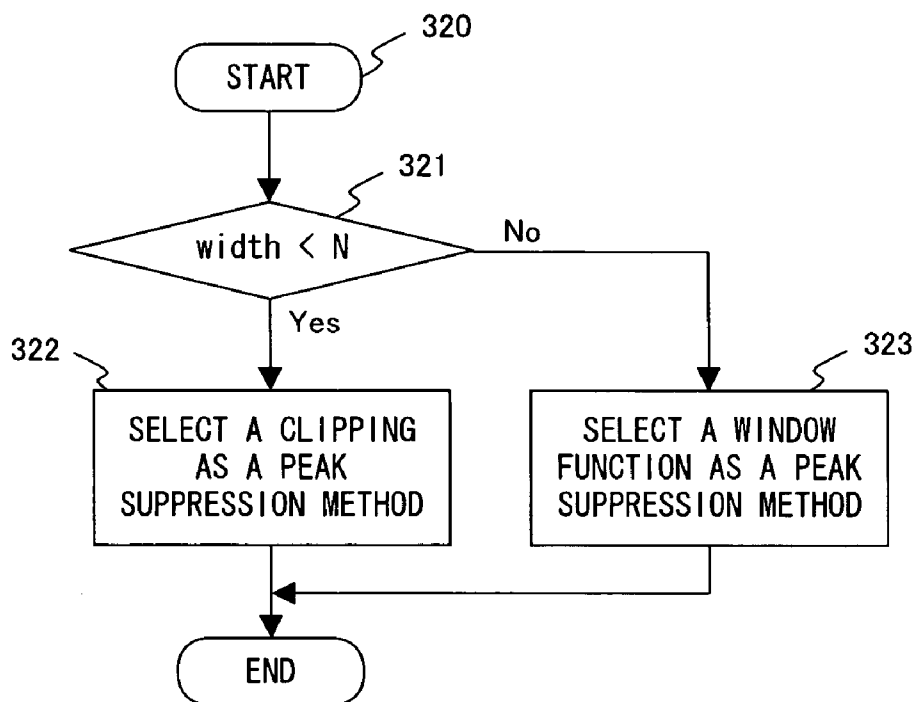 320
START
321
width < N
No
Yes
322
323
SELECT A CLIPPING
AS A PEAK
SUPPRESSION METHOD
SELECT A WINDOW
FUNCTION AS A PEAK
SUPPRESSION METHOD
END